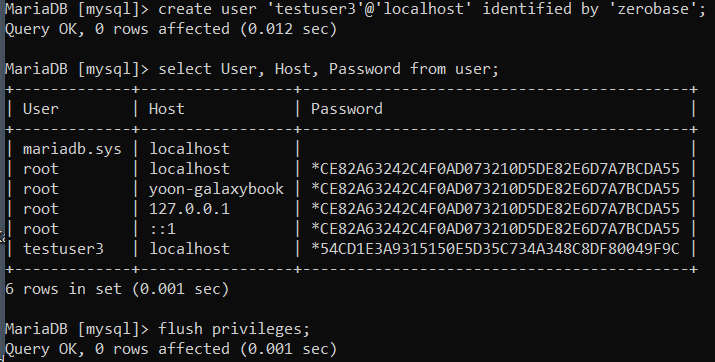 MariaDB [mysql]> create user 'testuser3'@'localhost' identified by 'zerobase';
Query OK, 0 rows affected (0.012 sec)
MariaDB [mysql]> select User, Host, Password from user;
+-------------+-----------------+-------------------------------------------+
| User        | Host            | Password                                  |
+-------------+-----------------+-------------------------------------------+
| mariadb.sys | localhost       |                                           |
| root        | localhost       | *CE82A63242C4F0AD073210D5DE82E6D7A7BCDA55 |
| root        | yoon-galaxybook | *CE82A63242C4F0AD073210D5DE82E6D7A7BCDA55 |
| root        | 127.0.0.1       | *CE82A63242C4F0AD073210D5DE82E6D7A7BCDA55 |
| root        | ::1             | *CE82A63242C4F0AD073210D5DE82E6D7A7BCDA55 |
| testuser3   | localhost       | *54CD1E3A9315150E5D35C734A348C8DF80049F9C |
+-------------+-----------------+-------------------------------------------+
6 rows in set (0.001 sec)
MariaDB [mysql]> flush privileges;
Query OK, 0 rows affected (0.001 sec)